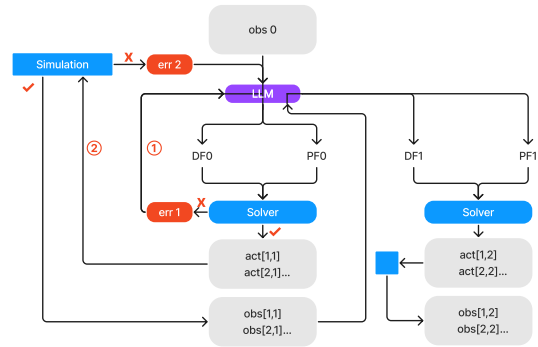 obs 0
Simulation
X
err 2
LLM
②
①
DF0
PF0
DF1
PF1
err 1
X
Solver
Solver
act[1,1]
act[2,1]...
act[1,2]
act[2,2]...
obs[1,1]
obs[2,1]...
obs[1,2]
obs[2,2]...